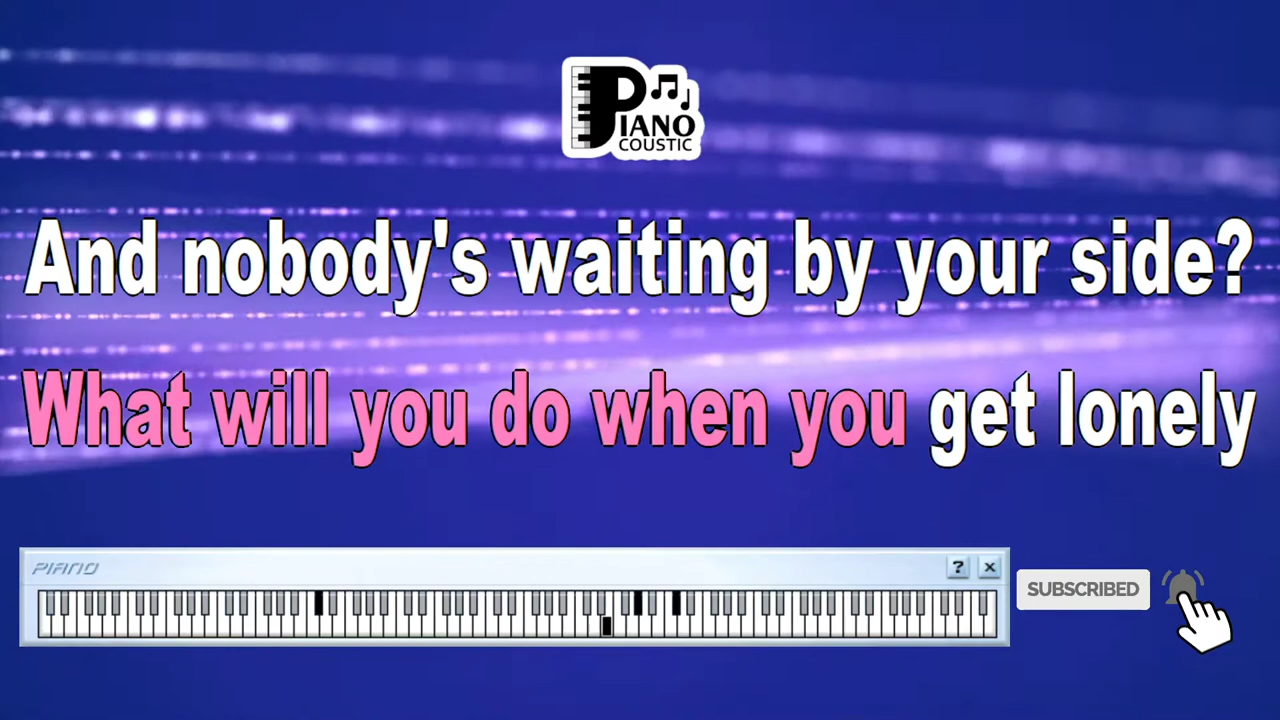 PIANO
COUSTIC
And nobody's waiting by your side?
What will you do when you get lonely
PIANO
? ×
SUBSCRIBED